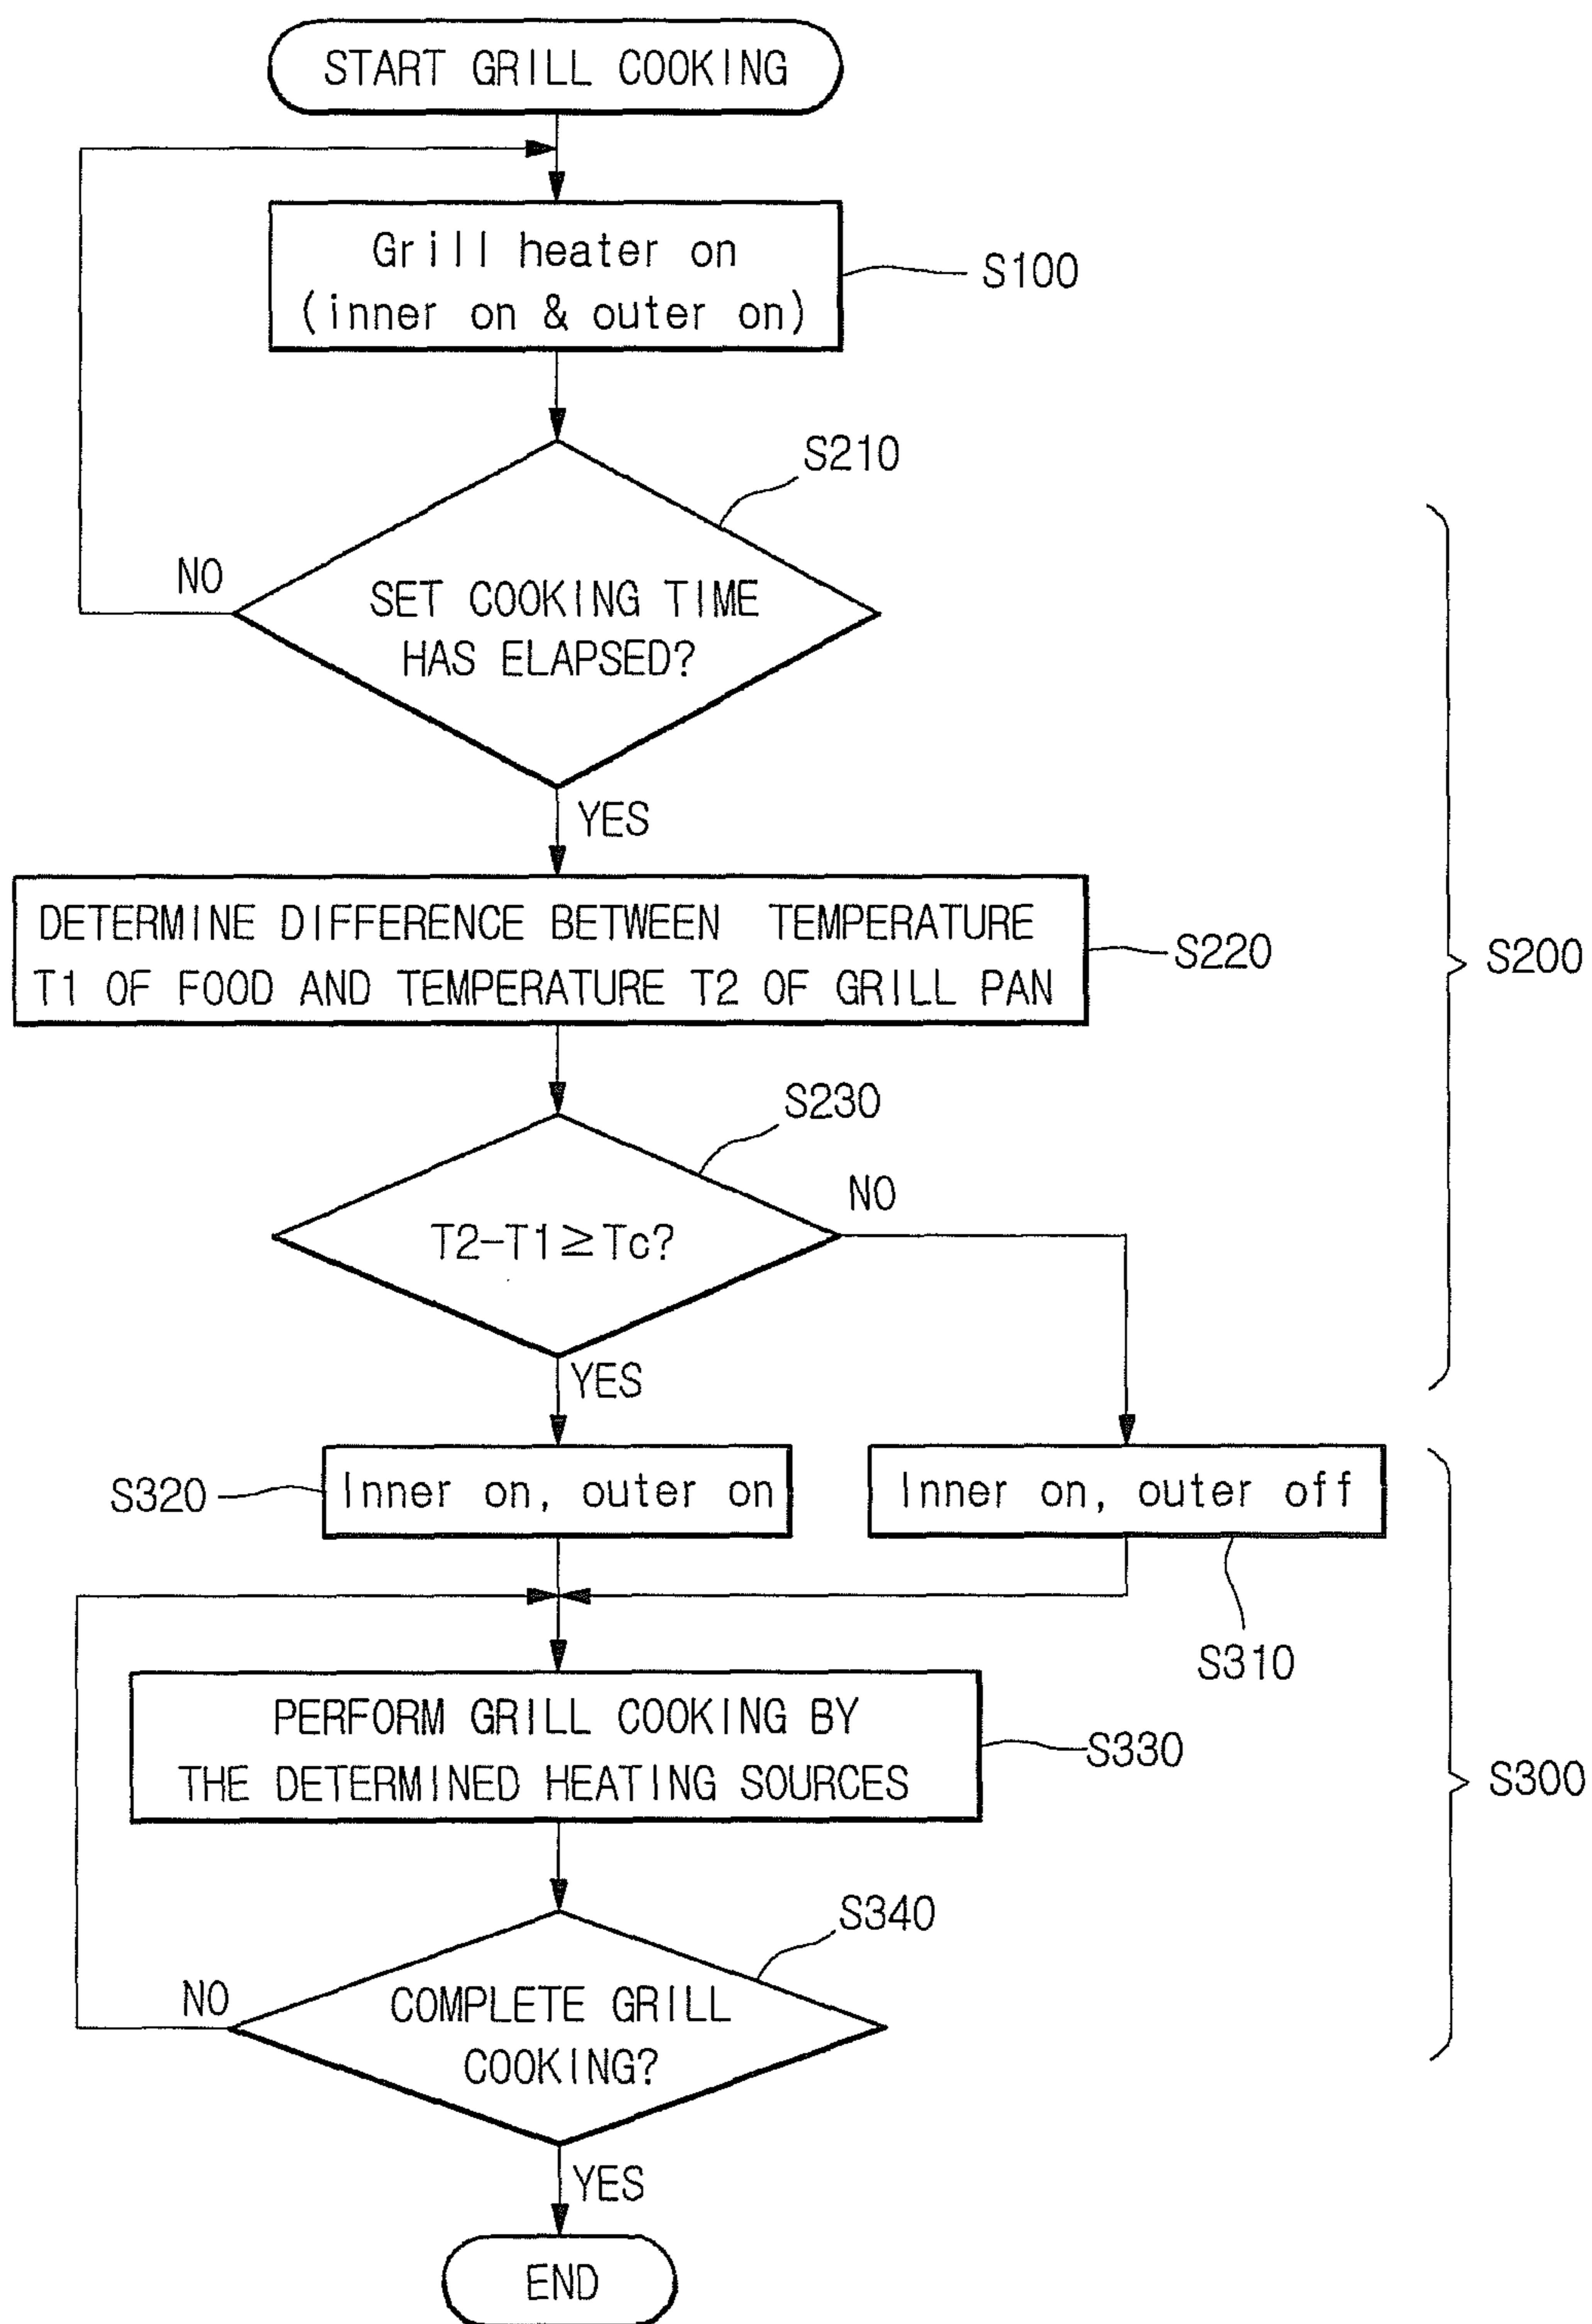 START GRILL COOKING
Grill heater on
(inner on & outer on)
S100
S210
NO
SET COOKING TIME
HAS ELAPSED?
YES
DETERMINE DIFFERENCE BETWEEN TEMPERATURE
T1 OF FOOD AND TEMPERATURE T2 OF GRILL PAN
S220
S200
S230
NO
T2-T1≥Tc?
YES
S320
Inner on, outer on
Inner on, outer off
S310
PERFORM GRILL COOKING BY
THE DETERMINED HEATING SOURCES
S330
S300
S340
NO
COMPLETE GRILL
COOKING?
YES
END